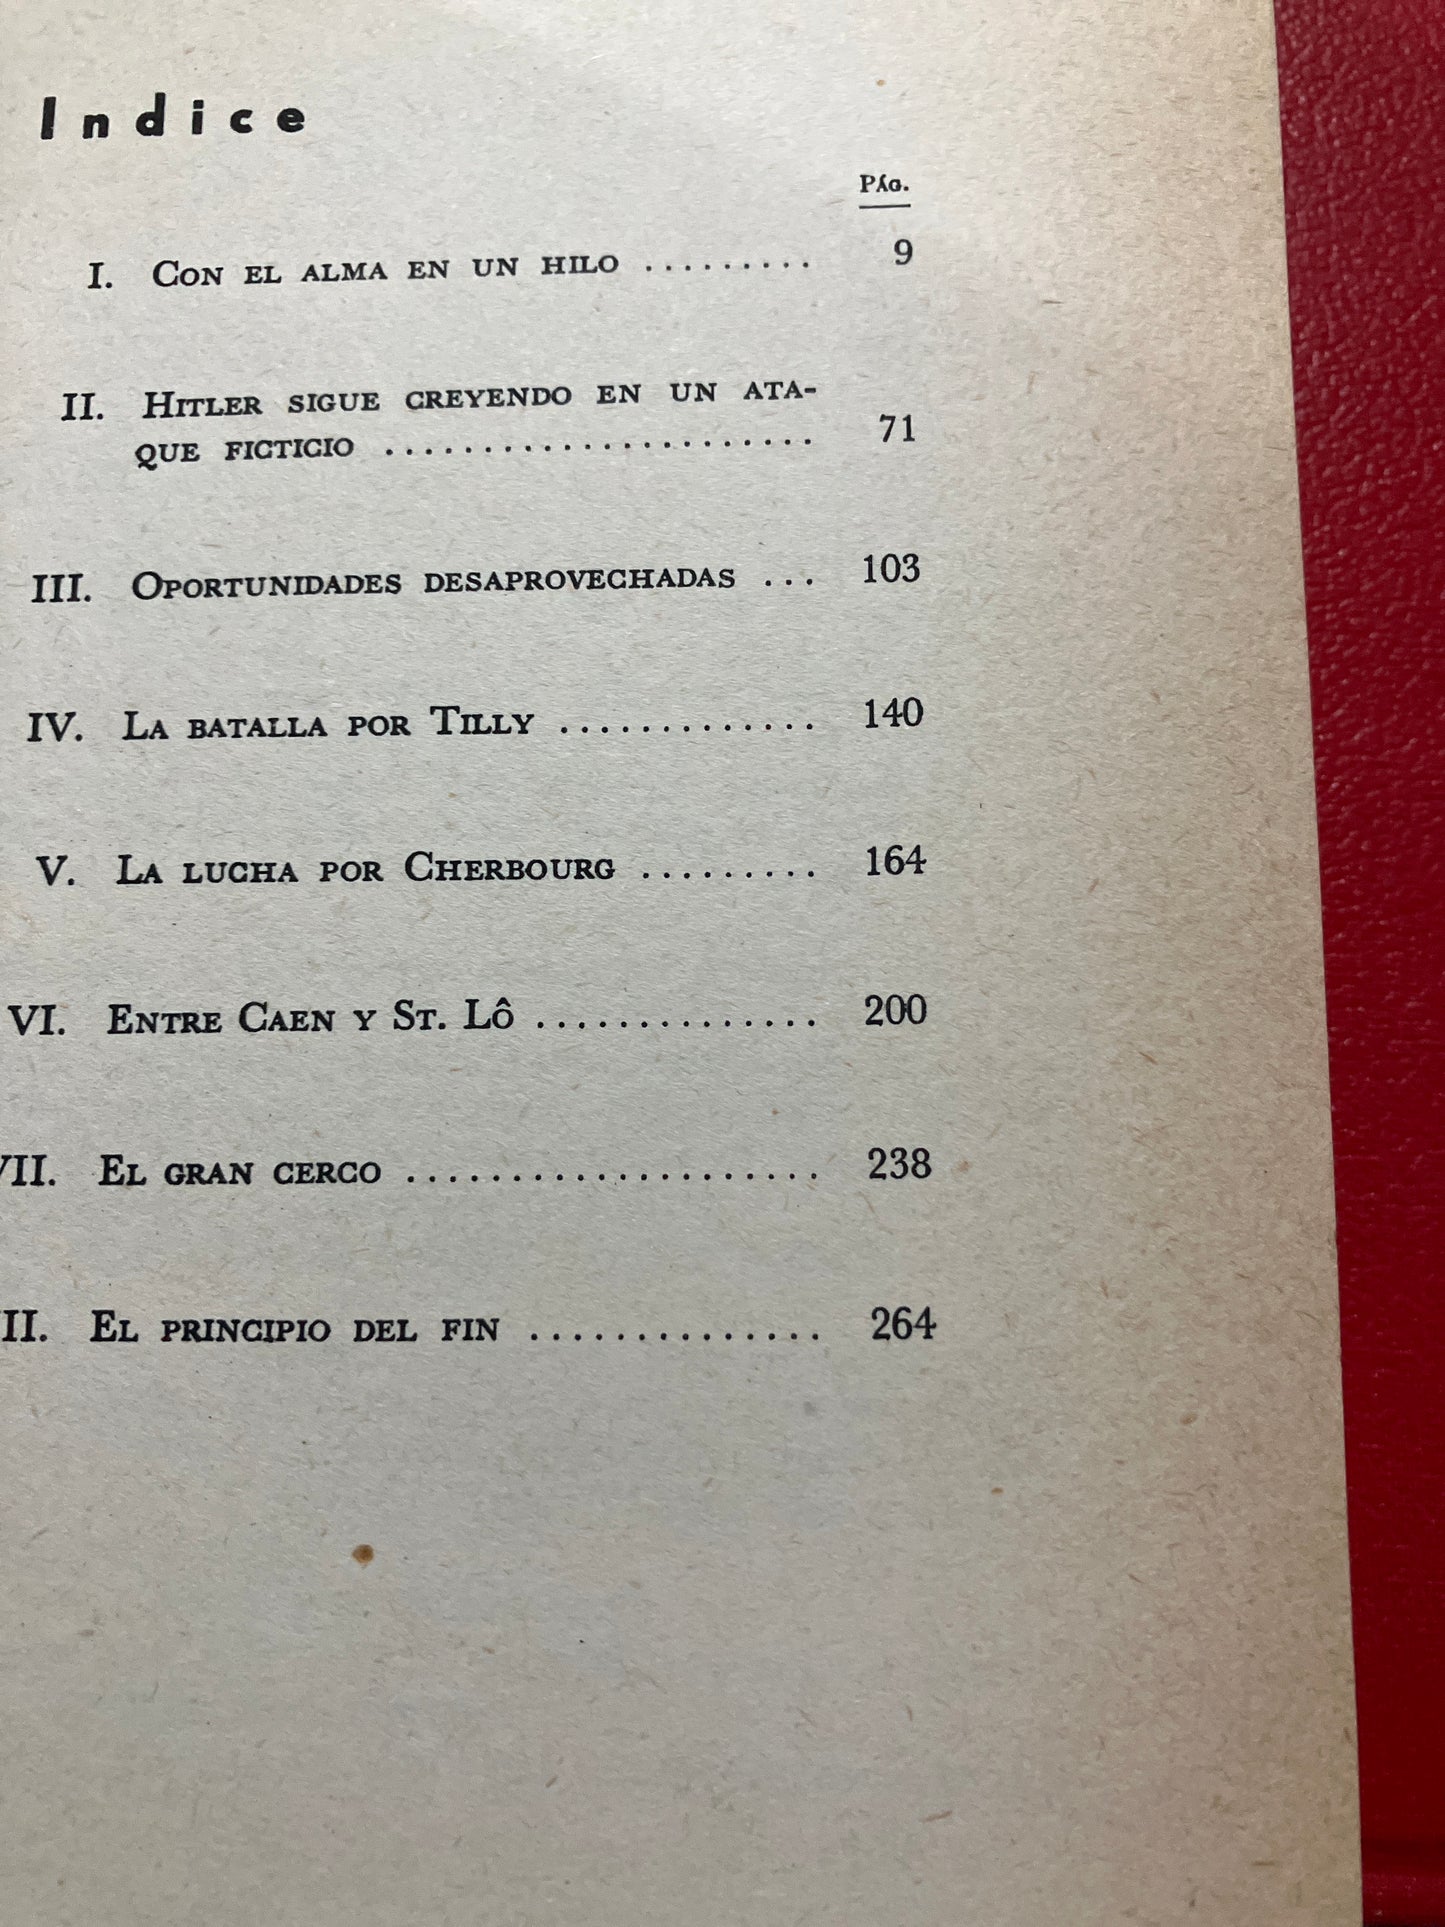 Indice
Pág.
I. Con el alma en un hilo ......... 9
II. Hitler sigue creyendo en un ata-
que ficticio ....................... 71
III. Oportunidades desaprovechadas ... 103
IV. La batalla por Tilly ............. 140
V. La lucha por Cherbourg ......... 164
VI. Entre Caen y St. Lô .............. 200
VII. El gran cerco .................... 238
II. El principio del fin .............. 264